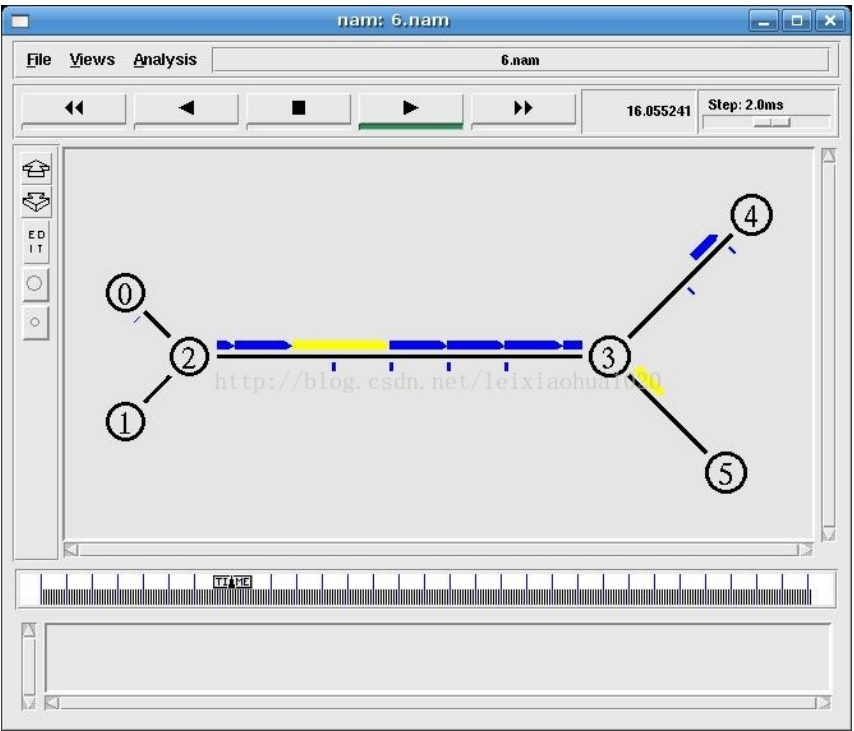 nam: 6.nam
File Views Analysis 6.nam
16.055241 Step: 2.0ms
ED
IT
4
0
2
3
http://blog.csdn.net/leixiaohua1020
1
5
TIME